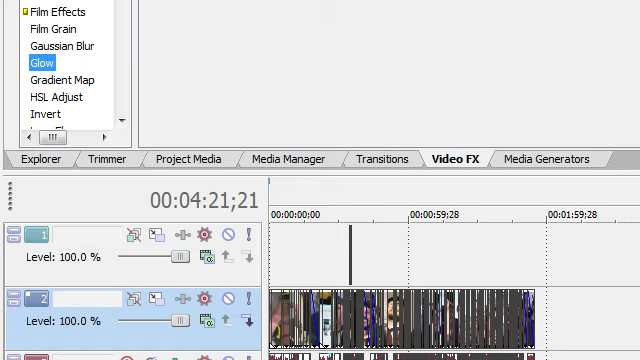 Film Effects
Film Grain
Gaussian Blur
Glow
Gradient Map
HSL Adjust
Invert
Explorer Trimmer Project Media Media Manager Transitions Video FX Media Generators
00:04:21;21
00:00:00;00 00:00:59;28 00:01:59;28
1
Level: 100.0 %
2
Level: 100.0 %